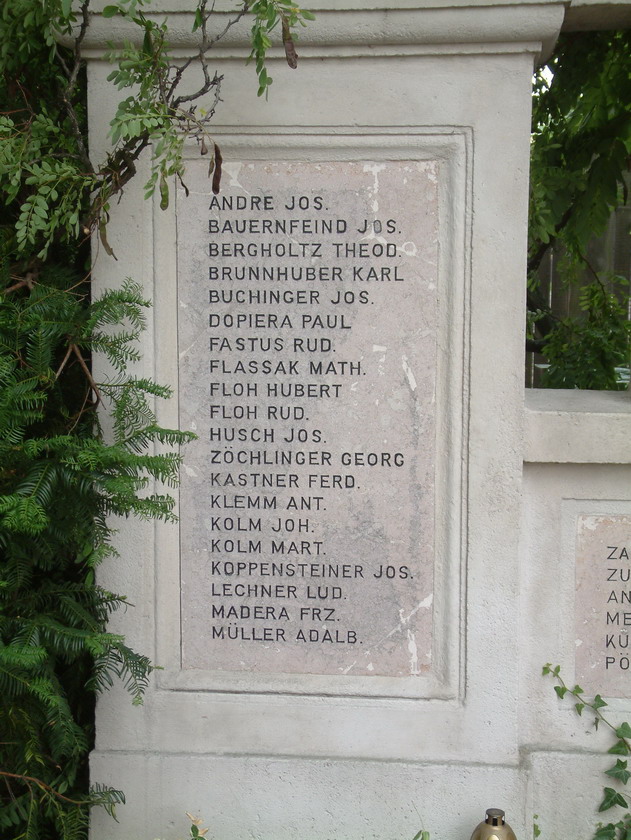 ANDRE JOS.
BAUERNFEIND JOS.
BERGHOLTZ THEOD.
BRUNNHUBER KARL
BUCHINGER JOS.
DOPIERA PAUL
FASTUS RUD.
FLASSAK MATH.
FLOH HUBERT
FLOH RUD.
HUSCH JOS.
ZÖCHLINGER GEORG
KASTNER FERD.
KLEMM ANT.
KOLM JOH.
KOLM MART.
KOPPENSTEINER JOS.
LECHNER LUD.
MADERA FRZ.
MÜLLER ADALB.